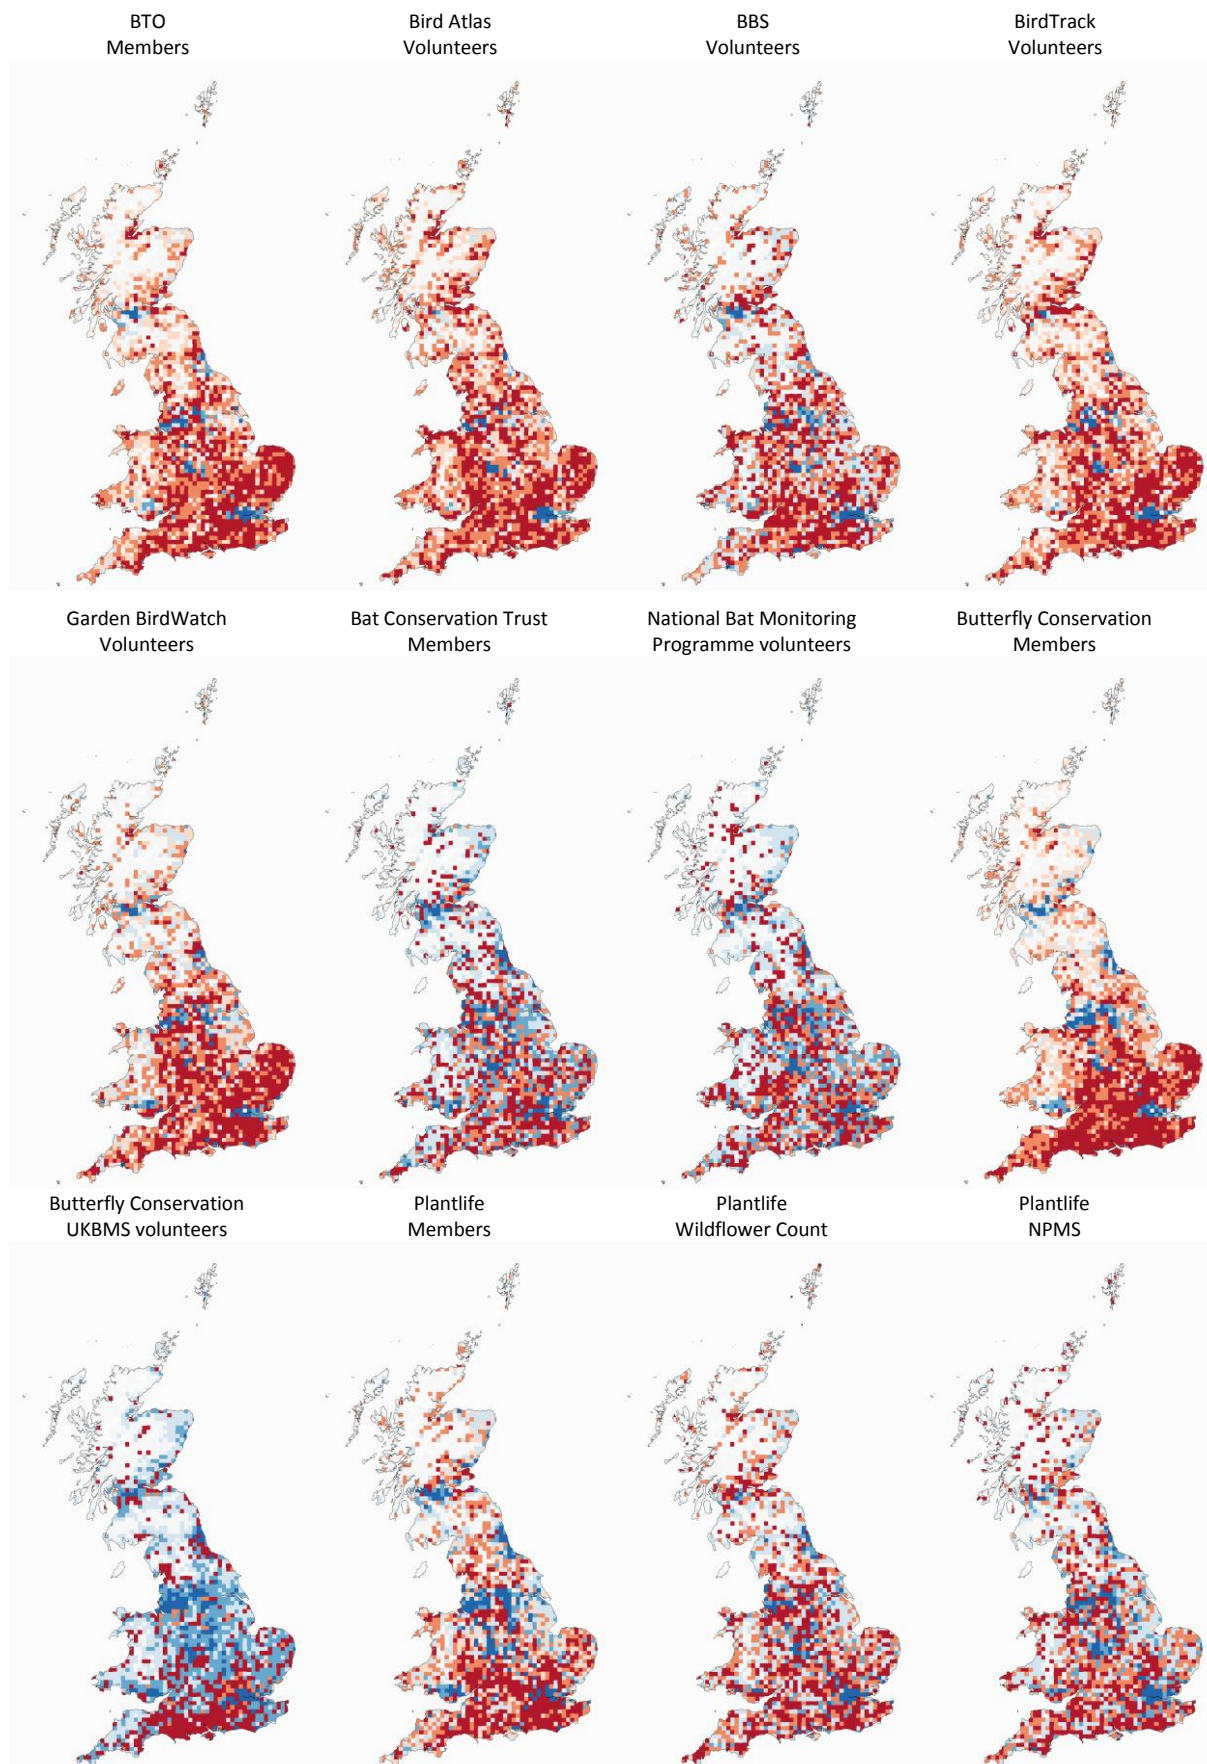 BTO
Members
Bird Atlas
Volunteers
BBS
Volunteers
BirdTrack
Volunteers
Garden BirdWatch
Volunteers
Bat Conservation Trust
Members
National Bat Monitoring
Programme volunteers
Butterfly Conservation
Members
Butterfly Conservation
UKBMS volunteers
Plantlife
Members
Plantlife
Wildflower Count
Plantlife
NPMS